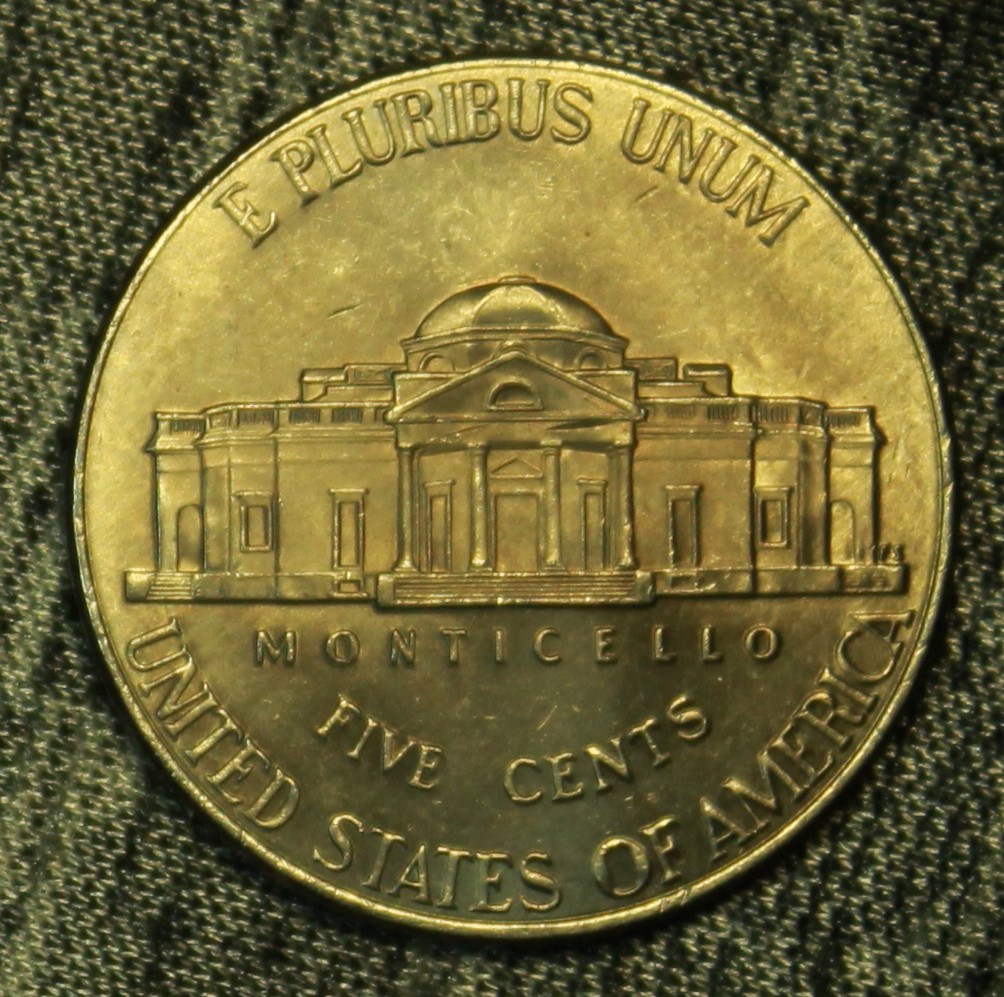 E PLURIBUS UNUM
MONTICELLO
FIVE CENTS
UNITED STATES OF AMERICA